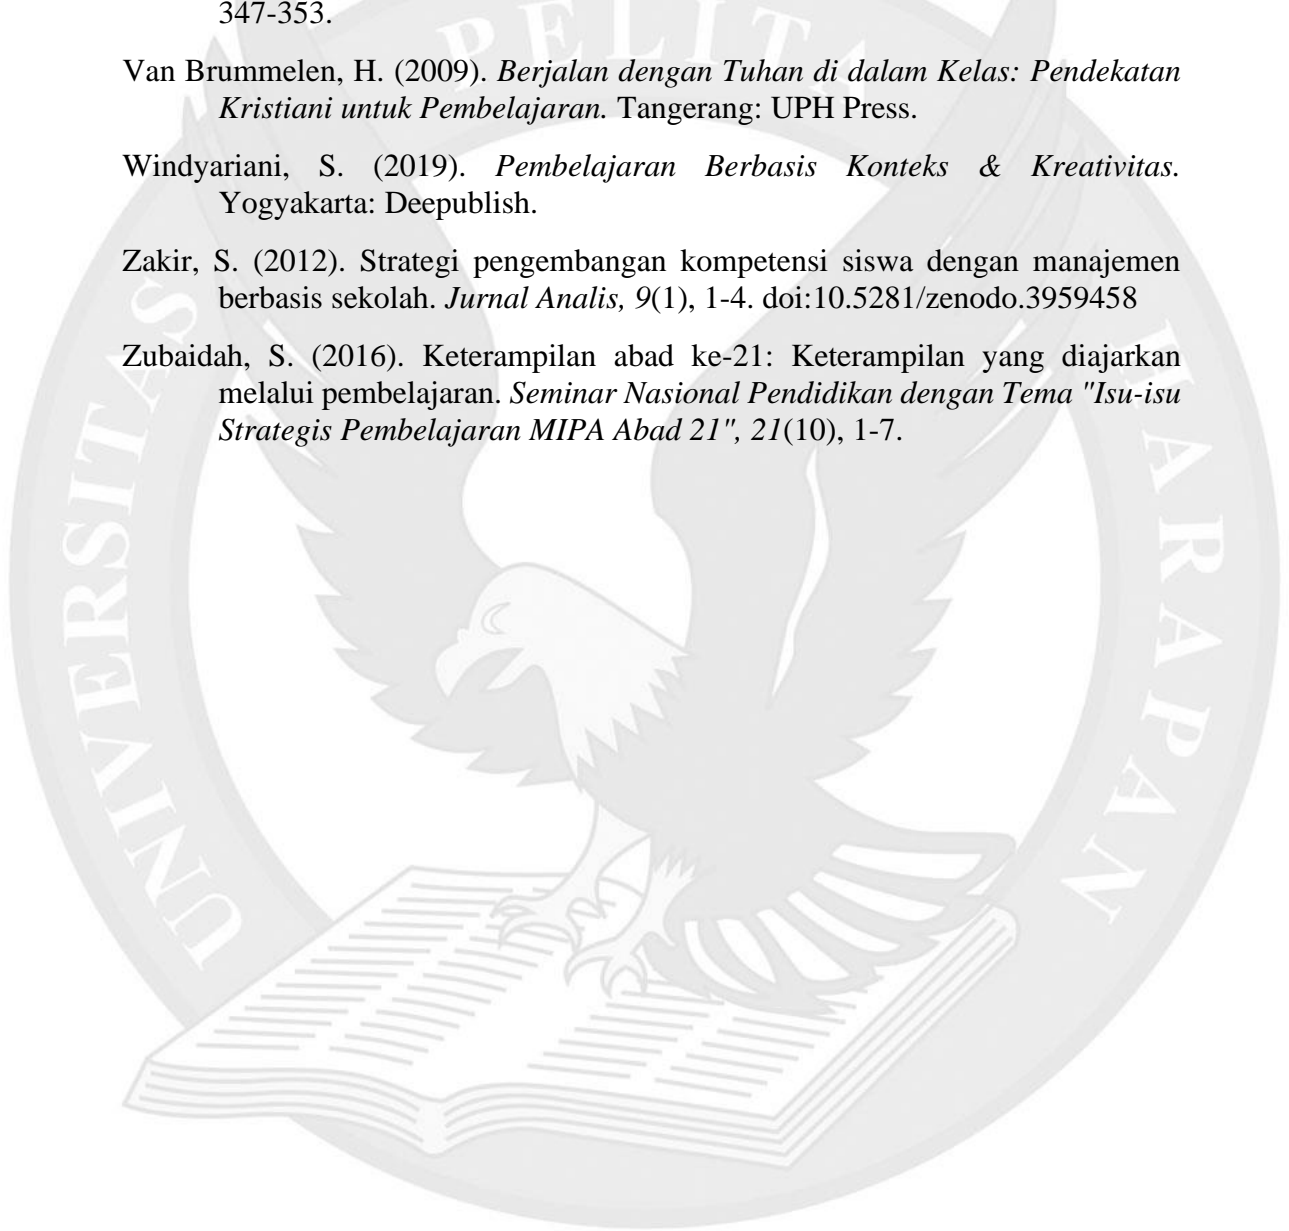 347-353.
Van Brummelen, H. (2009). Berjalan dengan Tuhan di dalam Kelas: Pendekatan
Kristiani untuk Pembelajaran. Tangerang: UPH Press.
Windyariani, S. (2019). Pembelajaran Berbasis Konteks & Kreativitas.
Yogyakarta: Deepublish.
Zakir, S. (2012). Strategi pengembangan kompetensi siswa dengan manajemen
berbasis sekolah. Jurnal Analis, 9(1), 1-4. doi:10.5281/zenodo.3959458
Zubaidah, S. (2016). Keterampilan abad ke-21: Keterampilan yang diajarkan
melalui pembelajaran. Seminar Nasional Pendidikan dengan Tema "Isu-isu
Strategis Pembelajaran MIPA Abad 21", 21(10), 1-7.
UNIVERSITAS PELITA HARAPAN